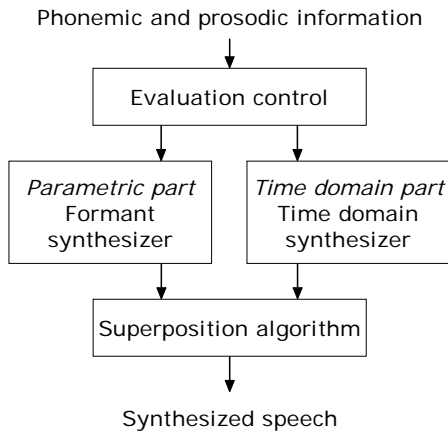 Phonemic and prosodic information
Evaluation control
Parametric part
Formant
synthesizer
Time domain part
Time domain
synthesizer
Superposition algorithm
Synthesized speech